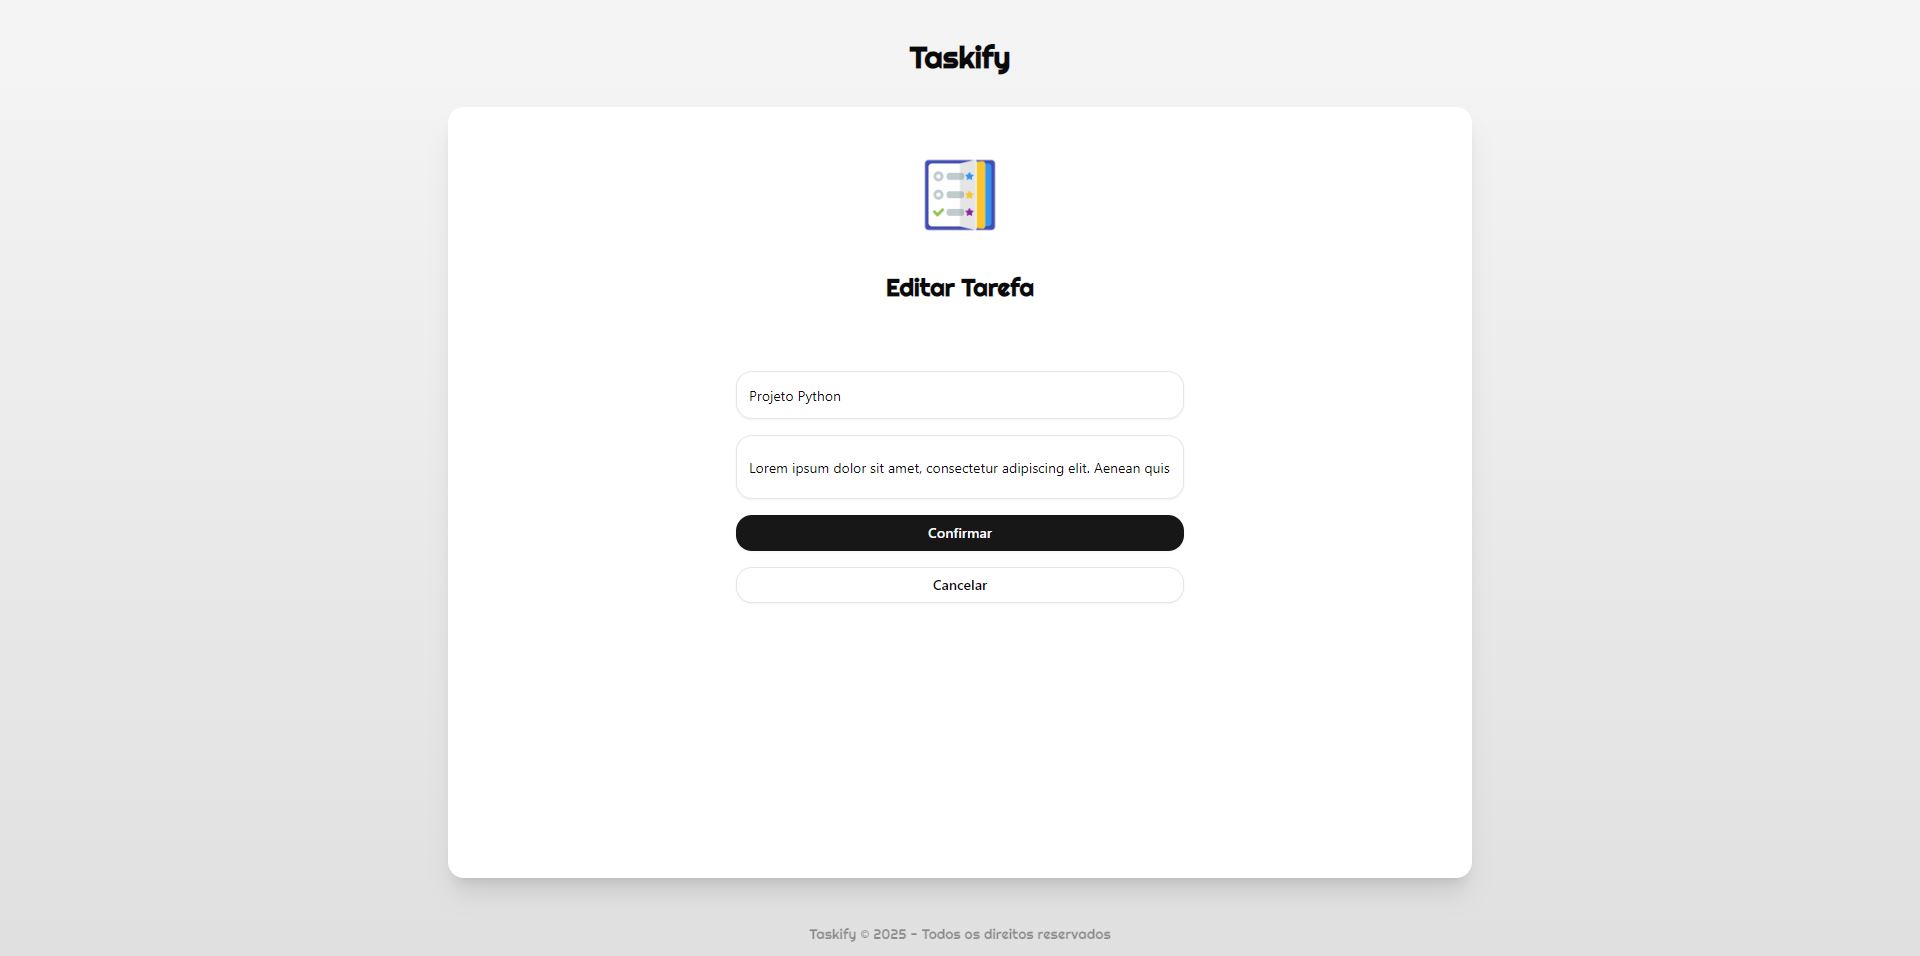 Taskify
Editar Tarefa
Projeto Python
Lorem ipsum dolor sit amet, consectetur adipiscing elit. Aenean quis
Confirmar
Cancelar
Taskify © 2025 - Todos os direitos reservados